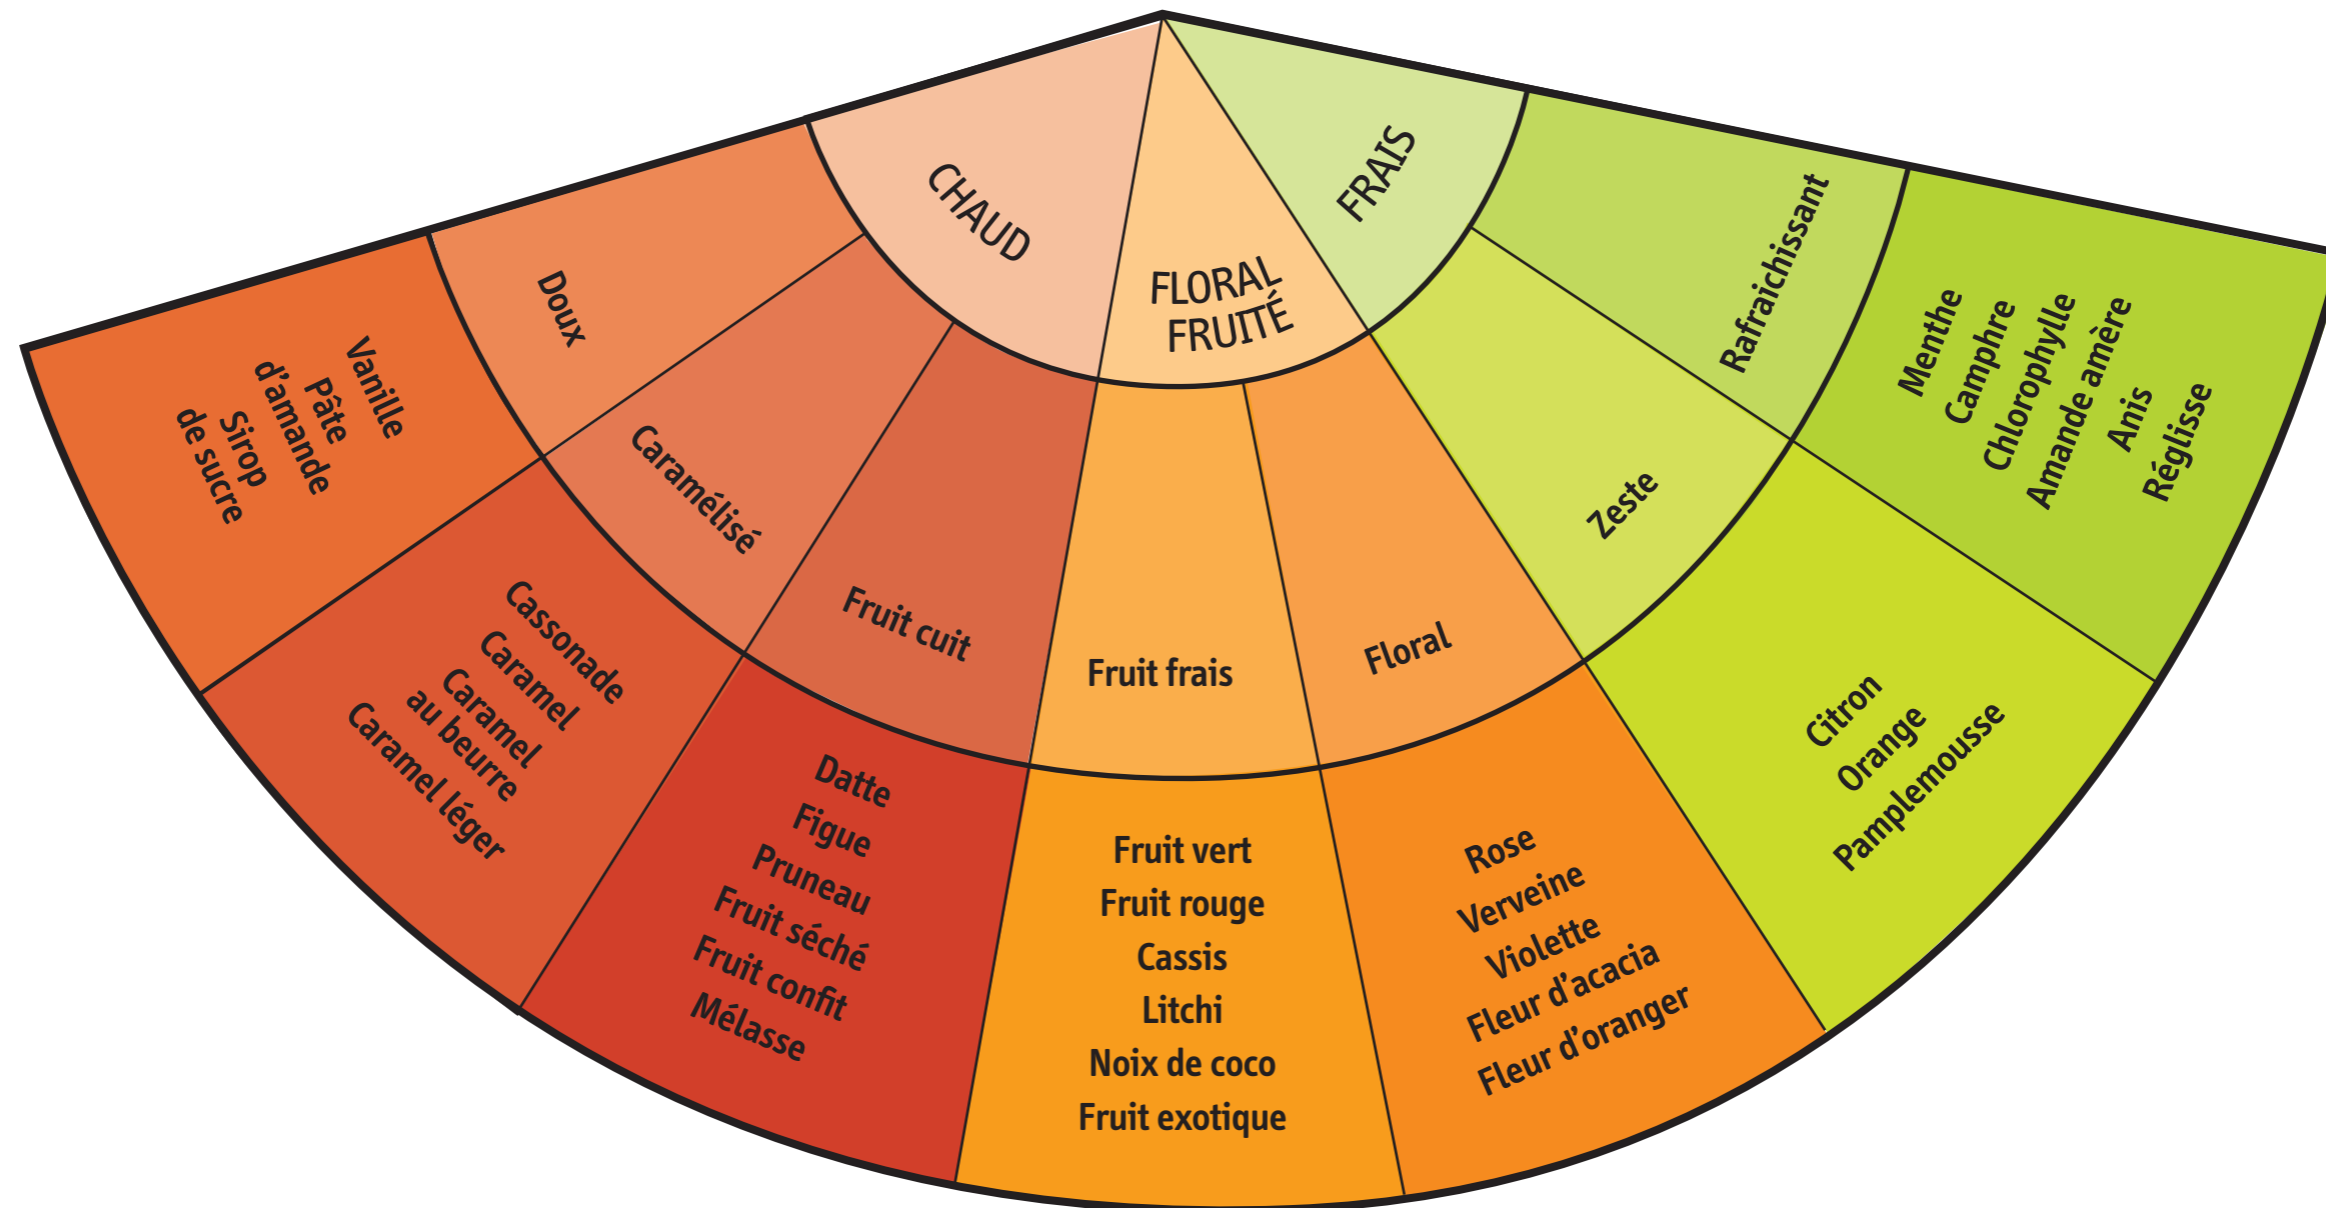 CHAUD
FLORAL
FRUITÉ
FRAIS
Doux
Caramélisé
Fruit cuit
Fruit frais
Floral
Zeste
Rafraichissant
Vanille
Pâte
d'amande
Sirop
de sucre
Cassonade
Caramel
Caramel
au beurre
Caramel léger
Datte
Figue
Pruneau
Fruit séché
Fruit confit
Mélasse
Fruit vert
Fruit rouge
Cassis
Litchi
Noix de coco
Fruit exotique
Rose
Verveine
Violette
Fleur d'acacia
Fleur d'oranger
Citron
Orange
Pamplemousse
Menthe
Camphre
Chlorophylle
Amande amère
Anis
Réglisse